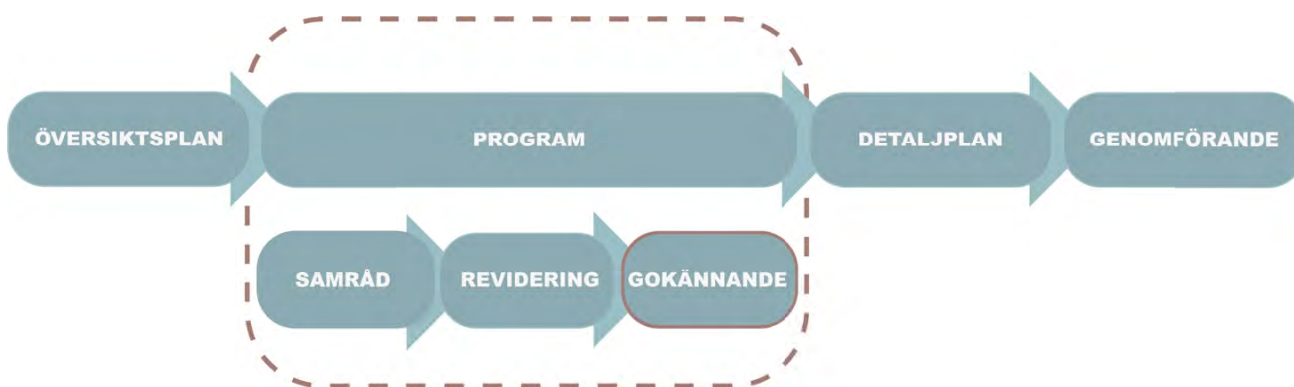 ÖVERSIKTSPLAN
PROGRAM
DETALJPLAN
GENOMFÖRANDE
SAMRÅD
REVIDERING
GOKÄNNANDE